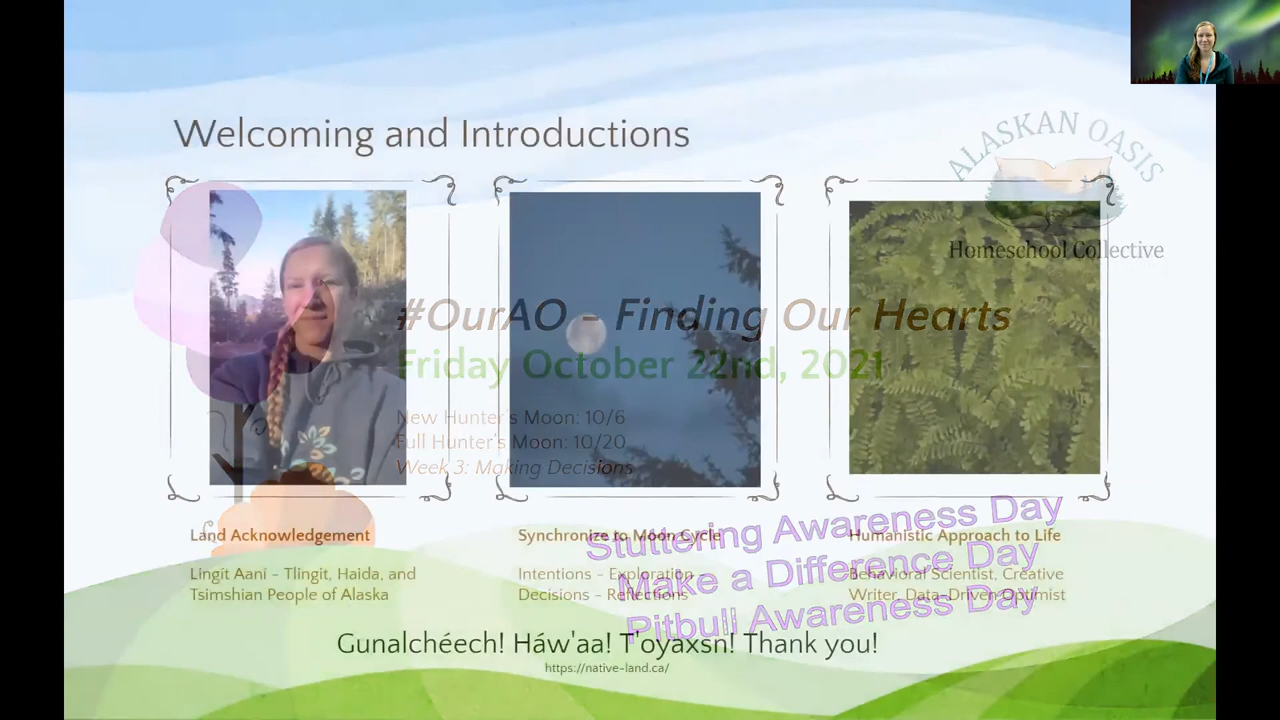 Welcoming and Introductions
ALASKAN OASIS
Homeschool Collective
#OurAO - Finding Our Hearts
Friday October 22nd, 2021
New Hunter's Moon: 10/6
Full Hunter's Moon: 10/20
Week 3: Making Decisions
Land Acknowledgement
Lingít Aaní - Tlingit, Haida, and
Tsimshian People of Alaska
Synchronize to Moon Cycle
Intentions - Exploration
Decisions - Reflections
Humanistic Approach to Life
Behavioral Scientist, Creative
Writer, Data-Driven Optimist
Stuttering Awareness Day
Make a Difference Day
Pitbull Awareness Day
Gunalchéech! Háw'aa! T'oyaxsn! Thank you!
https://native-land.ca/